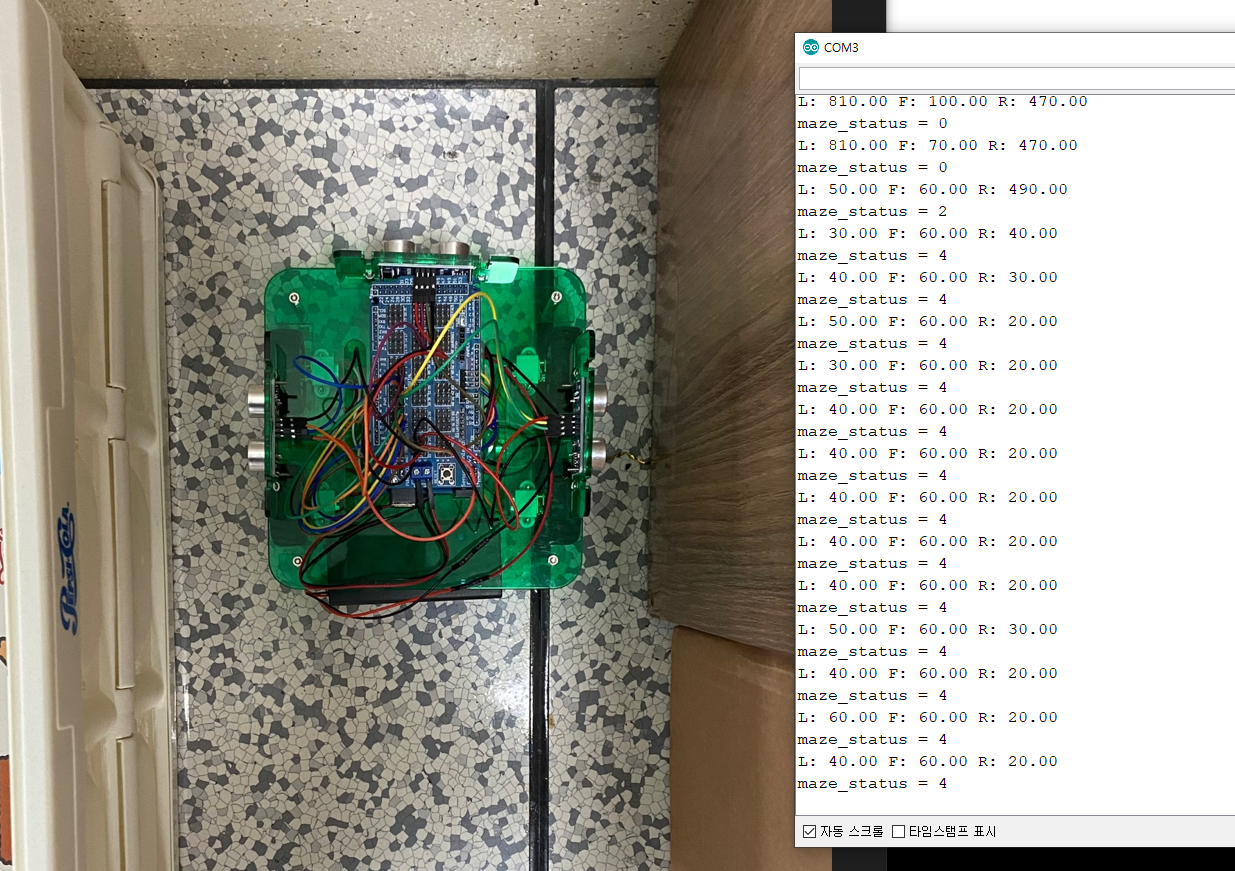 COM3
L: 810.00 F: 100.00 R: 470.00
maze_status = 0
L: 810.00 F: 70.00 R: 470.00
maze_status = 0
L: 50.00 F: 60.00 R: 490.00
maze_status = 2
L: 30.00 F: 60.00 R: 40.00
maze_status = 4
L: 40.00 F: 60.00 R: 30.00
maze_status = 4
L: 50.00 F: 60.00 R: 20.00
maze_status = 4
L: 30.00 F: 60.00 R: 20.00
maze_status = 4
L: 40.00 F: 60.00 R: 20.00
maze_status = 4
L: 40.00 F: 60.00 R: 20.00
maze_status = 4
L: 40.00 F: 60.00 R: 20.00
maze_status = 4
L: 40.00 F: 60.00 R: 20.00
maze_status = 4
L: 40.00 F: 60.00 R: 20.00
maze_status = 4
L: 50.00 F: 60.00 R: 30.00
maze_status = 4
L: 40.00 F: 60.00 R: 20.00
maze_status = 4
L: 60.00 F: 60.00 R: 20.00
maze_status = 4
L: 40.00 F: 60.00 R: 20.00
maze_status = 4
자동 스크롤 타임스탬프 표시